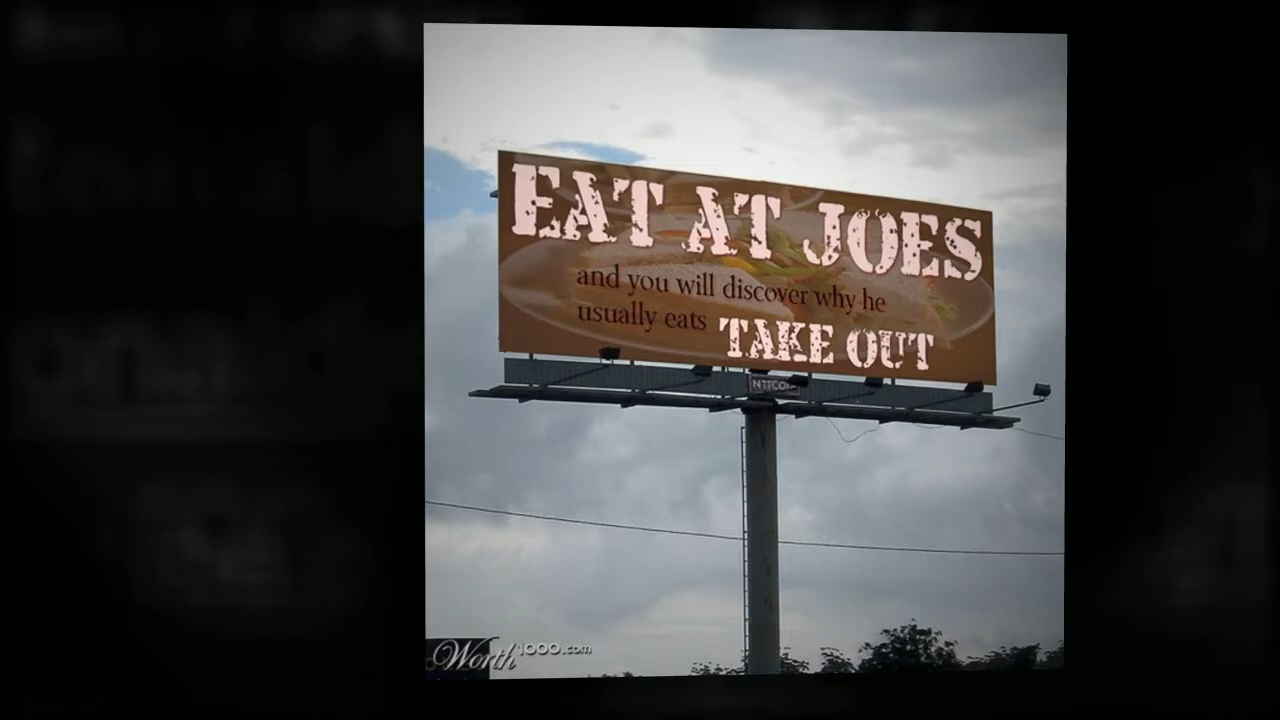 EAT AT JOES
and you will discover why he
usually eats TAKE OUT
Worth1000.com